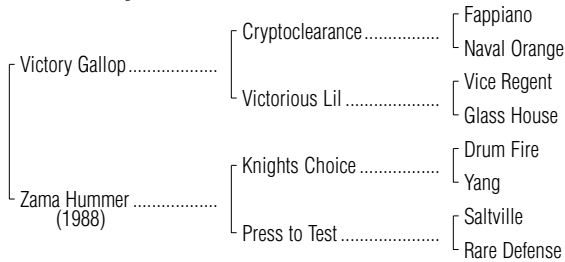 Fappiano
Cryptoclearance................
Naval Orange
Victory Gallop...................
Vice Regent
Victorious Lil ....................
Glass House
Drum Fire
Knights Choice .................
Yang
Zama Hummer ..................
(1988)
Saltville
Press to Test .....................
Rare Defense